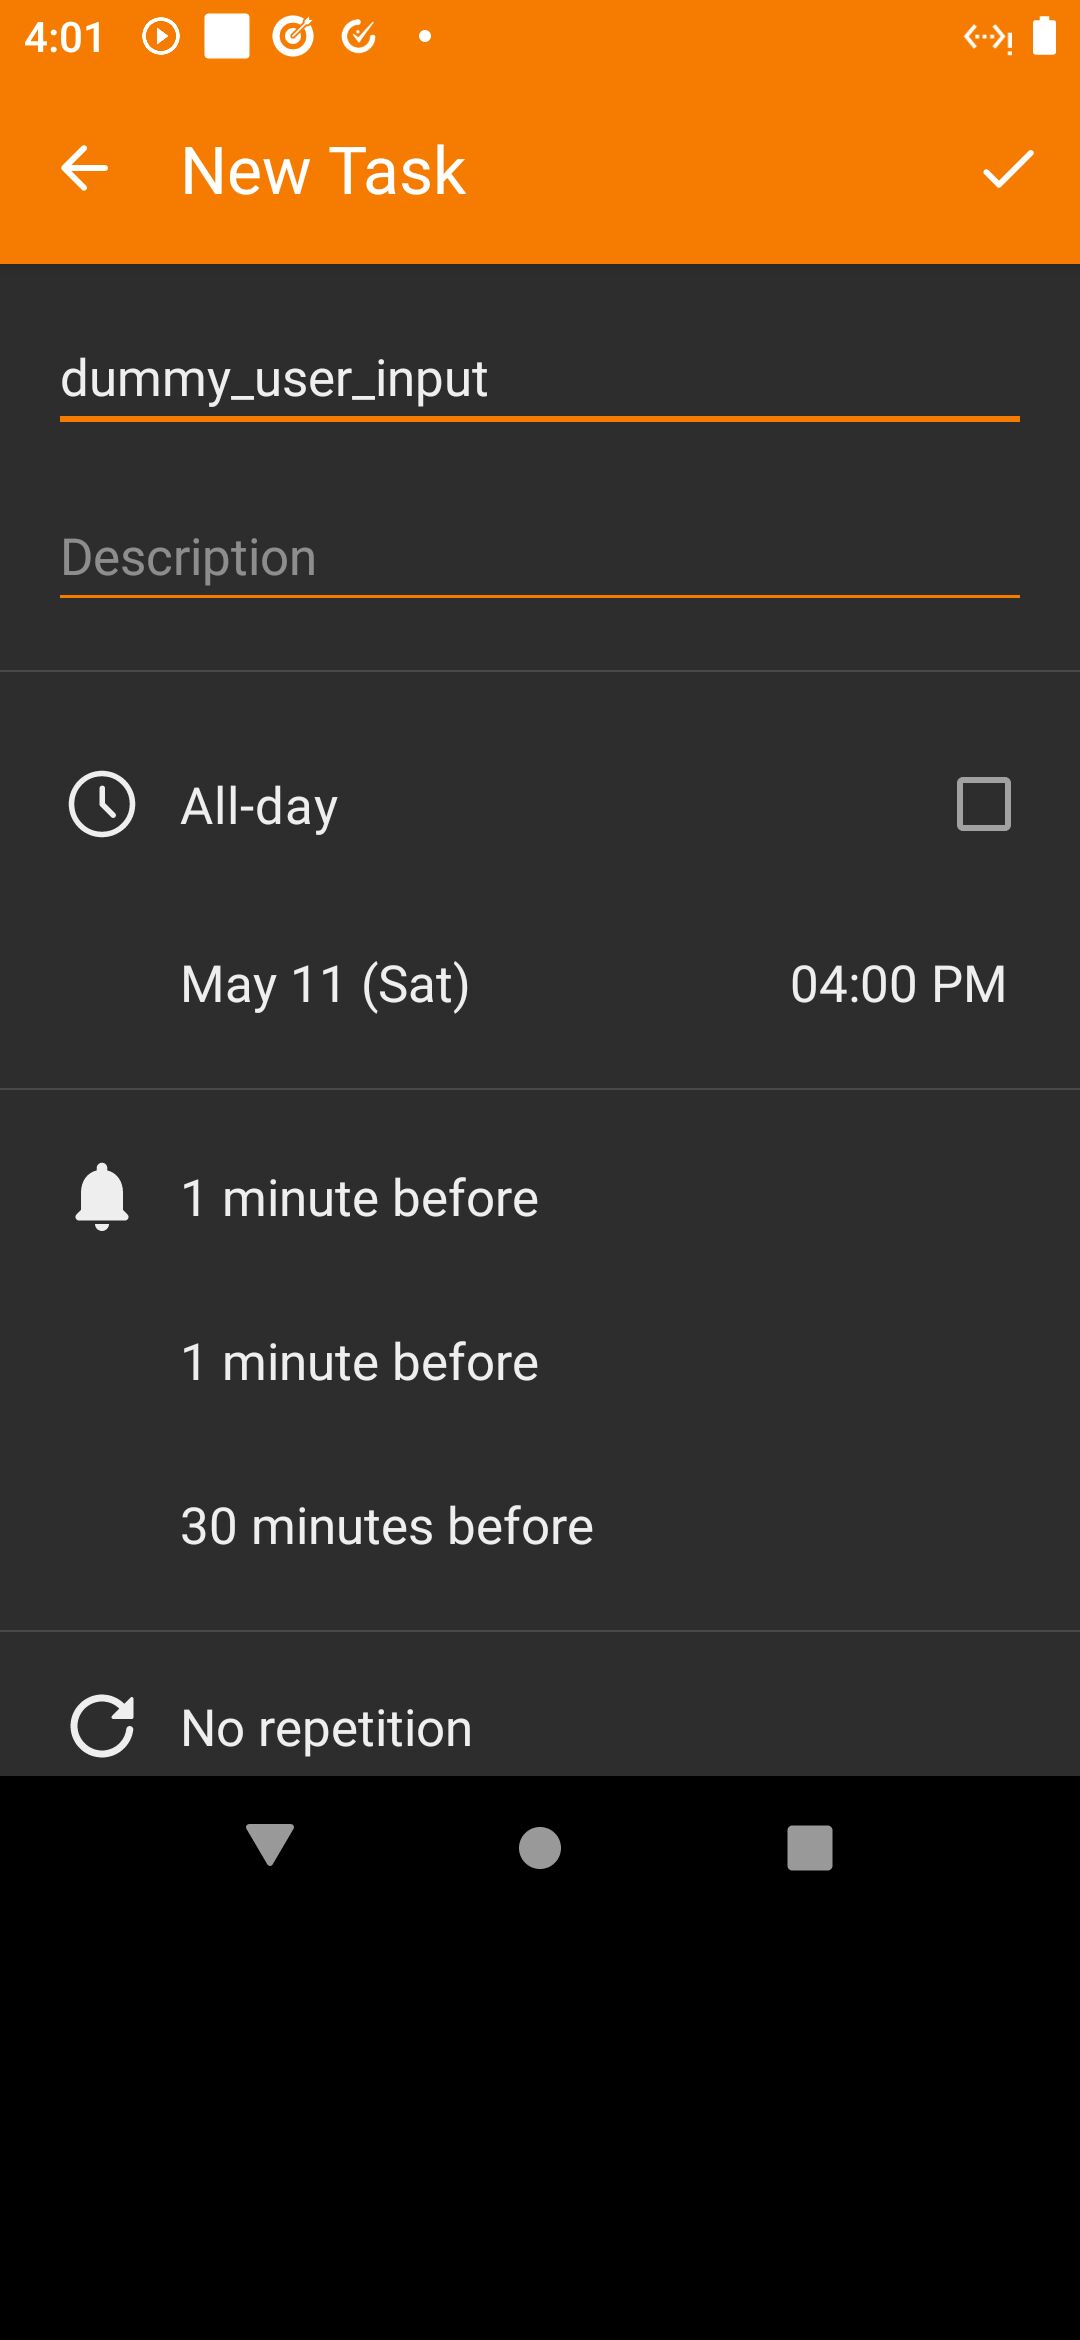 4:01
New Task
dummy_user_input
Description
All-day
May 11 (Sat) 04:00 PM
1 minute before
1 minute before
30 minutes before
No repetition